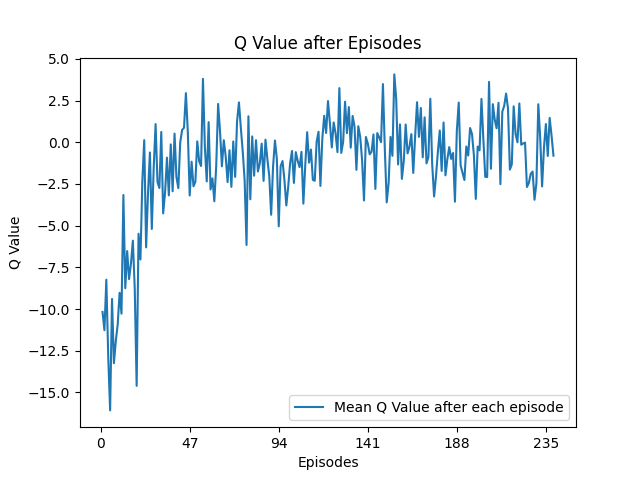 Q Value after Episodes
Q Value
5.0
2.5
0.0
−2.5
−5.0
−7.5
−10.0
−12.5
−15.0
Mean Q Value after each episode
0 47 94 141 188 235
Episodes